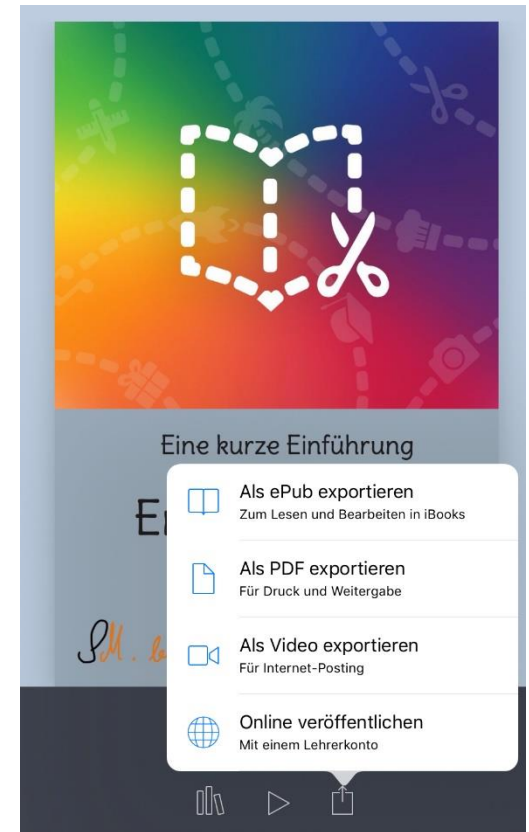 Eine kurze Einführung
Als ePub exportieren
Zum Lesen und Bearbeiten in iBooks
Als PDF exportieren
Für Druck und Weitergabe
Als Video exportieren
Für Internet-Posting
Online veröffentlichen
Mit einem Lehrerkonto